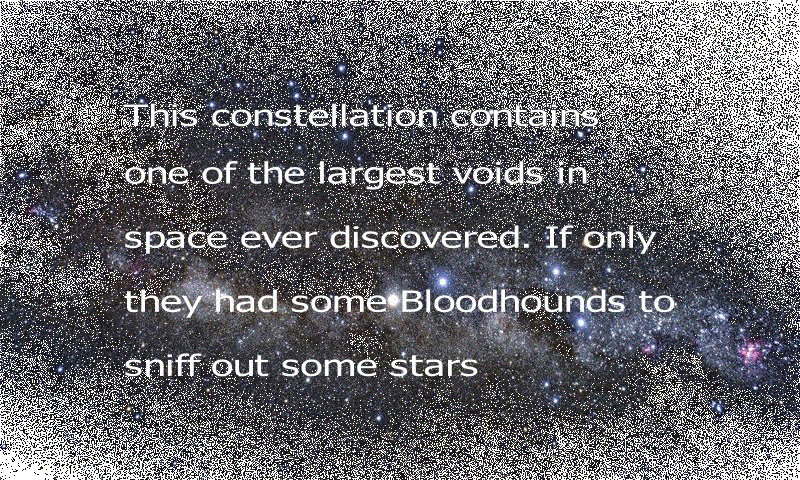 This constellation contains
one of the largest voids in
space ever discovered. If only
they had some Bloodhounds to
sniff out some stars